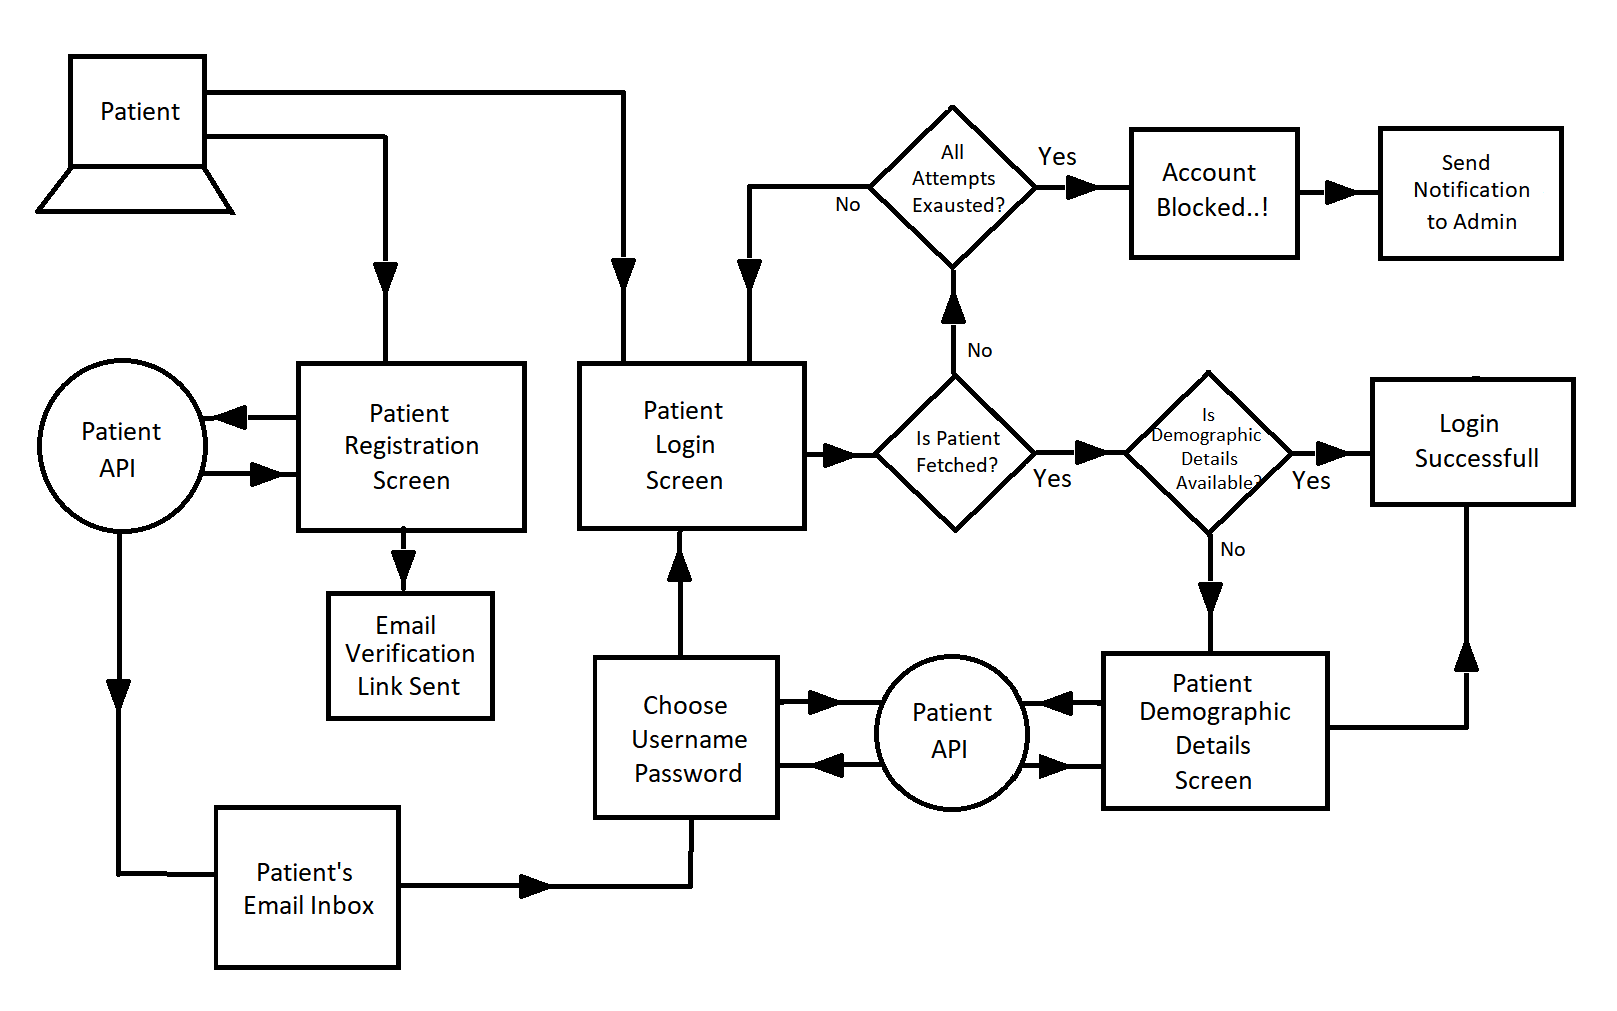 Patient
All
Attempts
Exausted?
Yes
No
Account
Blocked..!
Send
Notification
to Admin
No
Patient
API
Patient
Registration
Screen
Patient
Login
Screen
Is Patient
Fetched?
Yes
Is
Demographic
Details
Available?
Yes
Login
Successfull
No
Email
Verification
Link Sent
Choose
Username
Password
Patient
API
Patient
Demographic
Details
Screen
Patient's
Email Inbox